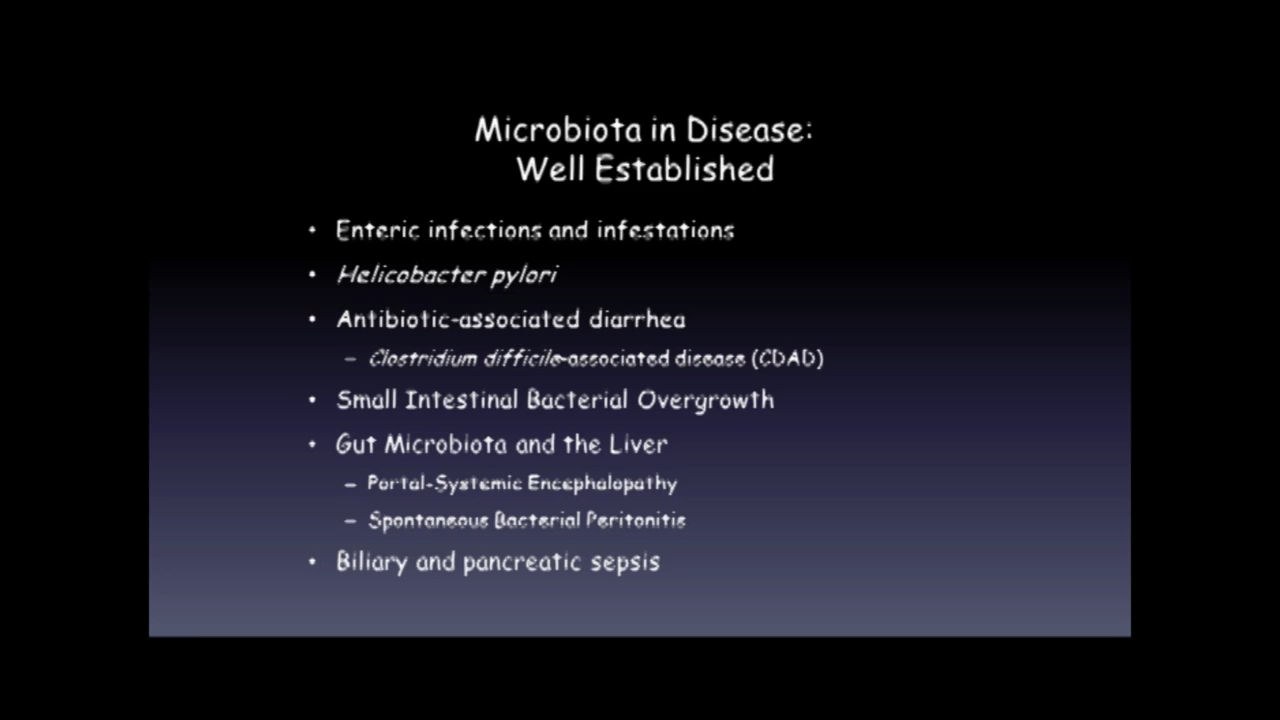 Microbiota in Disease:
Well Established
• Enteric infections and infestations
• Helicobacter pylori
• Antibiotic-associated diarrhea
– Clostridium difficile-associated disease (CDAD)
• Small Intestinal Bacterial Overgrowth
• Gut Microbiota and the Liver
– Portal-Systemic Encephalopathy
– Spontaneous Bacterial Peritonitis
• Biliary and pancreatic sepsis